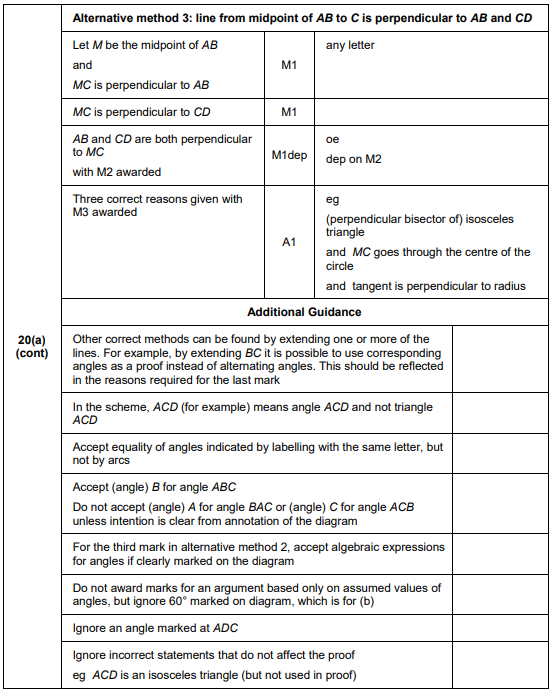 Alternative method 3: line from midpoint of AB to C is perpendicular to AB and CD
Let M be the midpoint of AB
and
MC is perpendicular to AB
M1
any letter
MC is perpendicular to CD
M1
AB and CD are both perpendicular
to MC
with M2 awarded
M1dep
oe
dep on M2
Three correct reasons given with
M3 awarded
A1
eg
(perpendicular bisector of) isosceles
triangle
and MC goes through the centre of the
circle
and tangent is perpendicular to radius
20(a)
(cont)
Additional Guidance
Other correct methods can be found by extending one or more of the
lines. For example, by extending BC it is possible to use corresponding
angles as a proof instead of alternating angles. This should be reflected
in the reasons required for the last mark
In the scheme, ACD (for example) means angle ACD and not triangle
ACD
Accept equality of angles indicated by labelling with the same letter, but
not by arcs
Accept (angle) B for angle ABC
Do not accept (angle) A for angle BAC or (angle) C for angle ACB
unless intention is clear from annotation of the diagram
For the third mark in alternative method 2, accept algebraic expressions
for angles if clearly marked on the diagram
Do not award marks for an argument based only on assumed values of
angles, but ignore 60° marked on diagram, which is for (b)
Ignore an angle marked at ADC
Ignore incorrect statements that do not affect the proof
eg ACD is an isosceles triangle (but not used in proof)